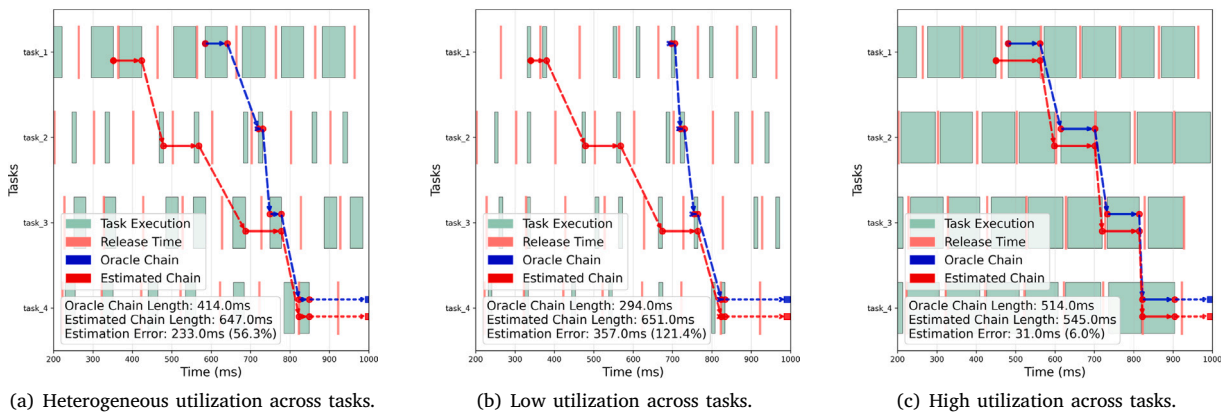 Tasks
task_1
task_2
task_3
task_4
Task Execution
Release Time
Oracle Chain
Estimated Chain
Oracle Chain Length: 414.0ms
Estimated Chain Length: 647.0ms
Estimation Error: 233.0ms (56.3%)
200 300 400 500 600 700 800 900 1000
Time (ms)
(a) Heterogeneous utilization across tasks.
Tasks
task_1
task_2
task_3
task_4
Task Execution
Release Time
Oracle Chain
Estimated Chain
Oracle Chain Length: 294.0ms
Estimated Chain Length: 651.0ms
Estimation Error: 357.0ms (121.4%)
200 300 400 500 600 700 800 900 1000
Time (ms)
(b) Low utilization across tasks.
Tasks
task_1
task_2
task_3
task_4
Task Execution
Release Time
Oracle Chain
Estimated Chain
Oracle Chain Length: 514.0ms
Estimated Chain Length: 545.0ms
Estimation Error: 31.0ms (6.0%)
200 300 400 500 600 700 800 900 1000
Time (ms)
(c) High utilization across tasks.